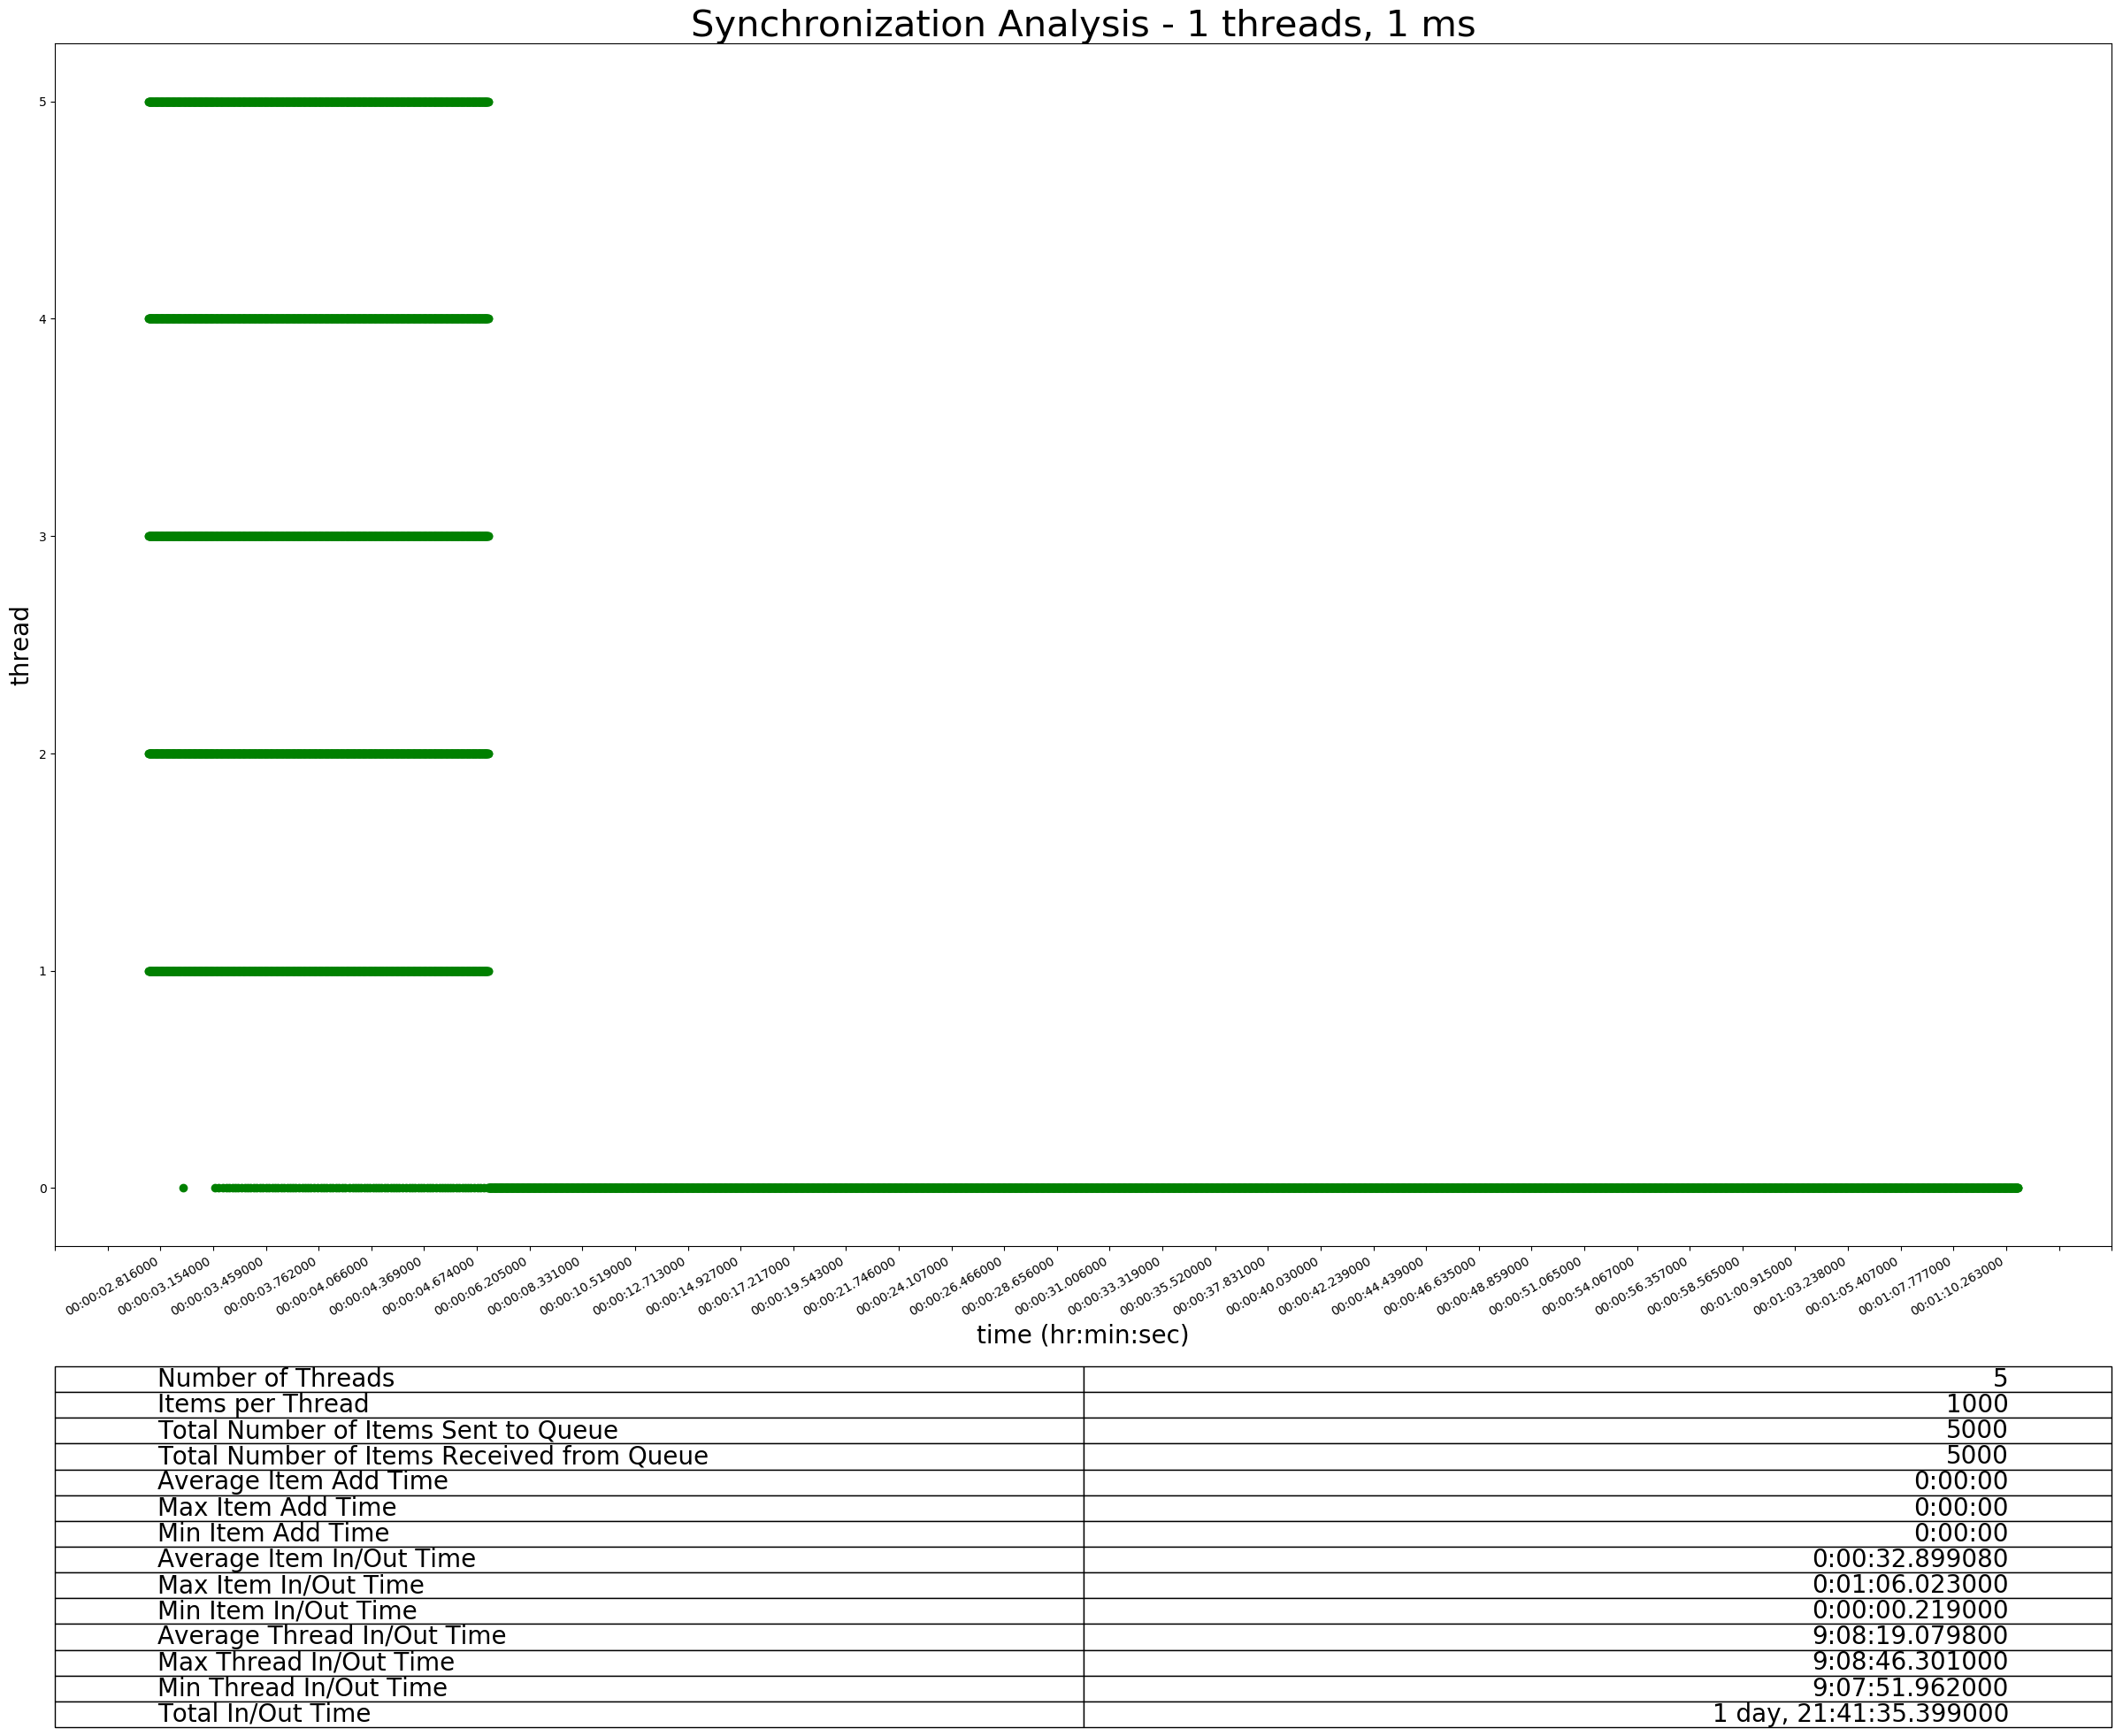 Synchronization Analysis - 1 threads, 1 ms
5
4
3
2
1
0
thread
00:00:02.816000
00:00:03.154000
00:00:03.459000
00:00:03.762000
00:00:04.066000
00:00:04.369000
00:00:04.674000
00:00:06.205000
00:00:08.331000
00:00:10.519000
00:00:12.713000
00:00:14.927000
00:00:17.217000
00:00:19.543000
00:00:21.746000
00:00:24.107000
00:00:26.466000
00:00:28.656000
00:00:31.006000
00:00:33.319000
00:00:35.520000
00:00:37.831000
00:00:40.030000
00:00:42.239000
00:00:44.439000
00:00:46.635000
00:00:48.859000
00:00:51.065000
00:00:54.067000
00:00:56.357000
00:00:58.565000
00:01:00.915000
00:01:03.238000
00:01:05.407000
00:01:07.777000
00:01:10.263000
time (hr:min:sec)
Number of Threads 5
Items per Thread 1000
Total Number of Items Sent to Queue 5000
Total Number of Items Received from Queue 5000
Average Item Add Time 0:00:00
Max Item Add Time 0:00:00
Min Item Add Time 0:00:00
Average Item In/Out Time 0:00:32.899080
Max Item In/Out Time 0:01:06.023000
Min Item In/Out Time 0:00:00.219000
Average Thread In/Out Time 9:08:19.079800
Max Thread In/Out Time 9:08:46.301000
Min Thread In/Out Time 9:07:51.962000
Total In/Out Time 1 day, 21:41:35.399000